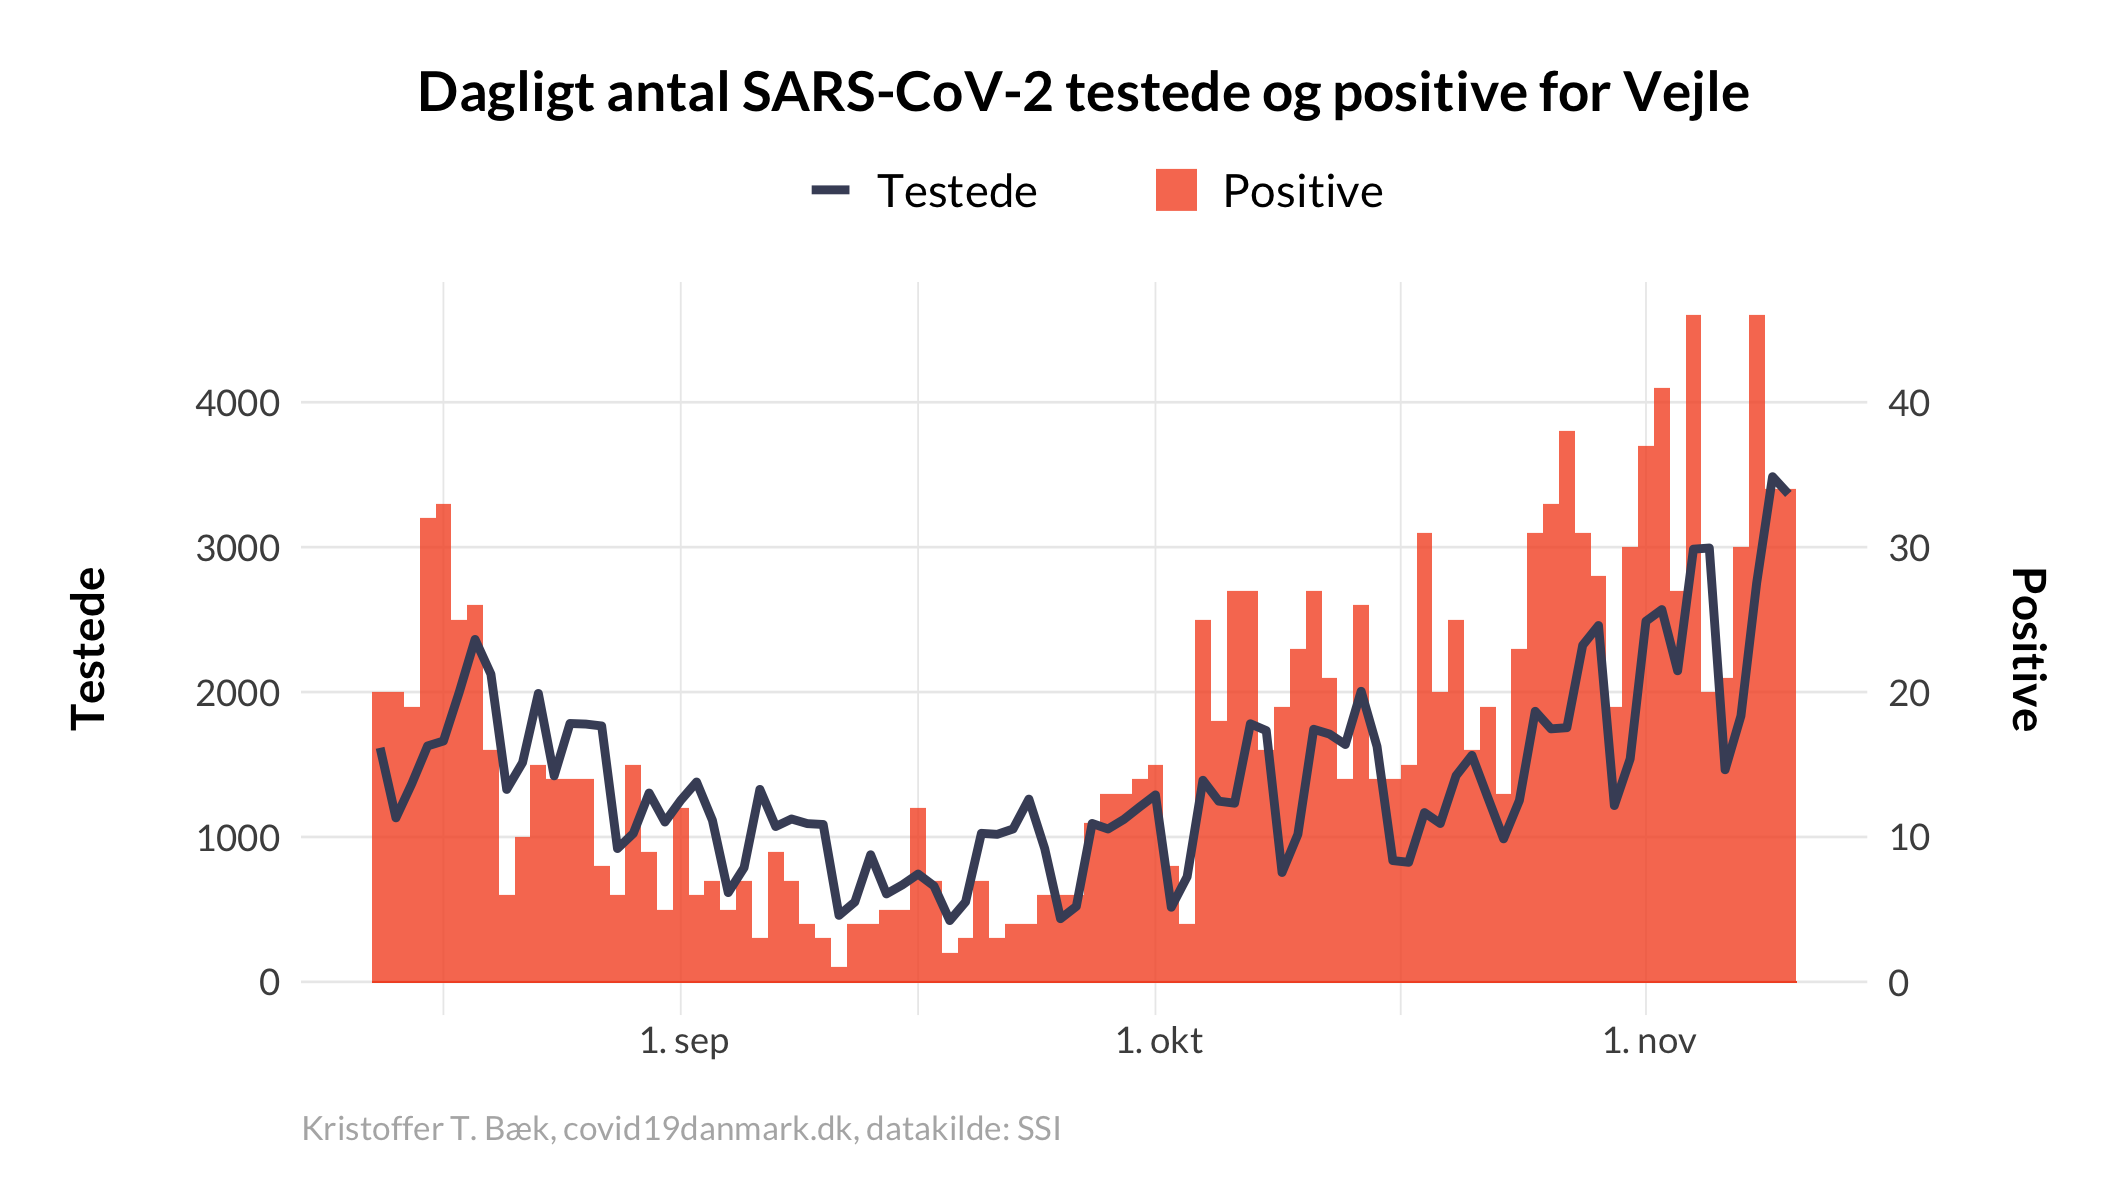 Dagligt antal SARS-CoV-2 testede og positive for Vejle
Testede
Positive
4000
3000
2000
1000
0
Testede
40
30
20
10
0
Positive
1. sep
1. okt
1. nov
Kristoffer T. Bæk, covid19danmark.dk, datakilde: SSI